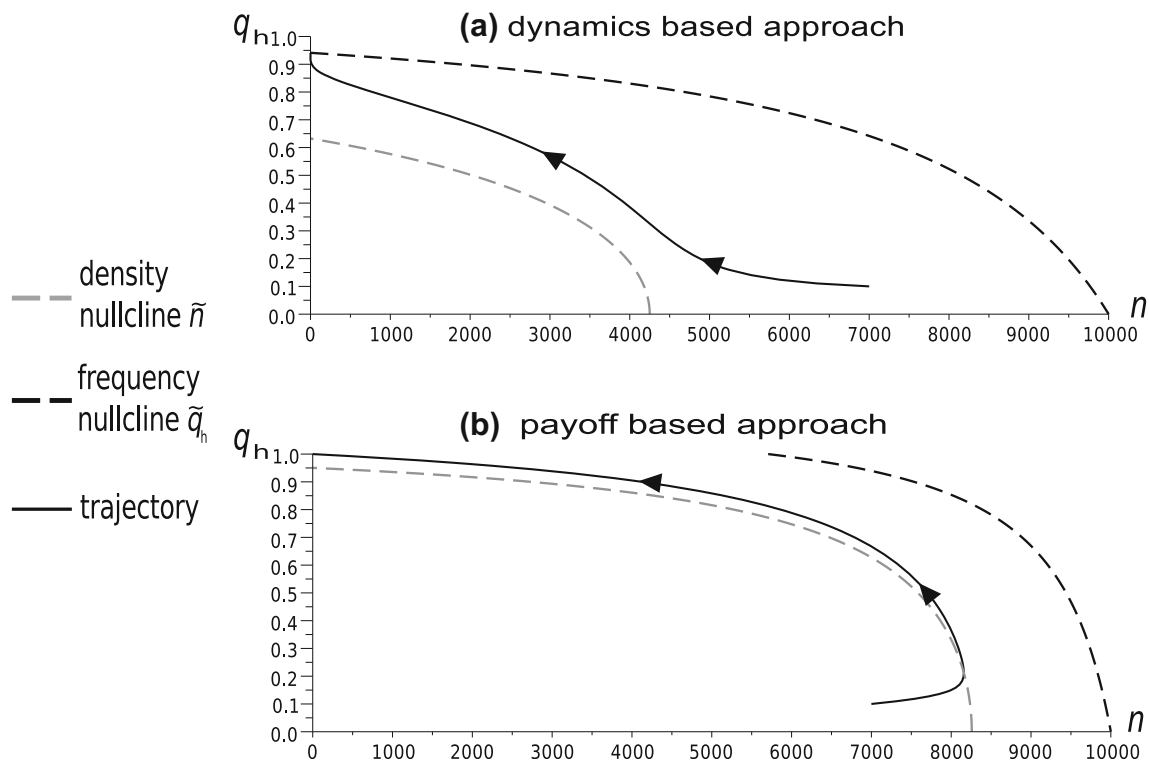 (a) dynamics based approach
qh
1.0
0.9
0.8
0.7
0.6
0.5
0.4
0.3
0.2
0.1
0.0
0 1000 2000 3000 4000 5000 6000 7000 8000 9000 10000
n
density
nullcline ñ
frequency
nullcline q̃h
trajectory
(b) payoff based approach
qh
1.0
0.9
0.8
0.7
0.6
0.5
0.4
0.3
0.2
0.1
0.0
0 1000 2000 3000 4000 5000 6000 7000 8000 9000 10000
n